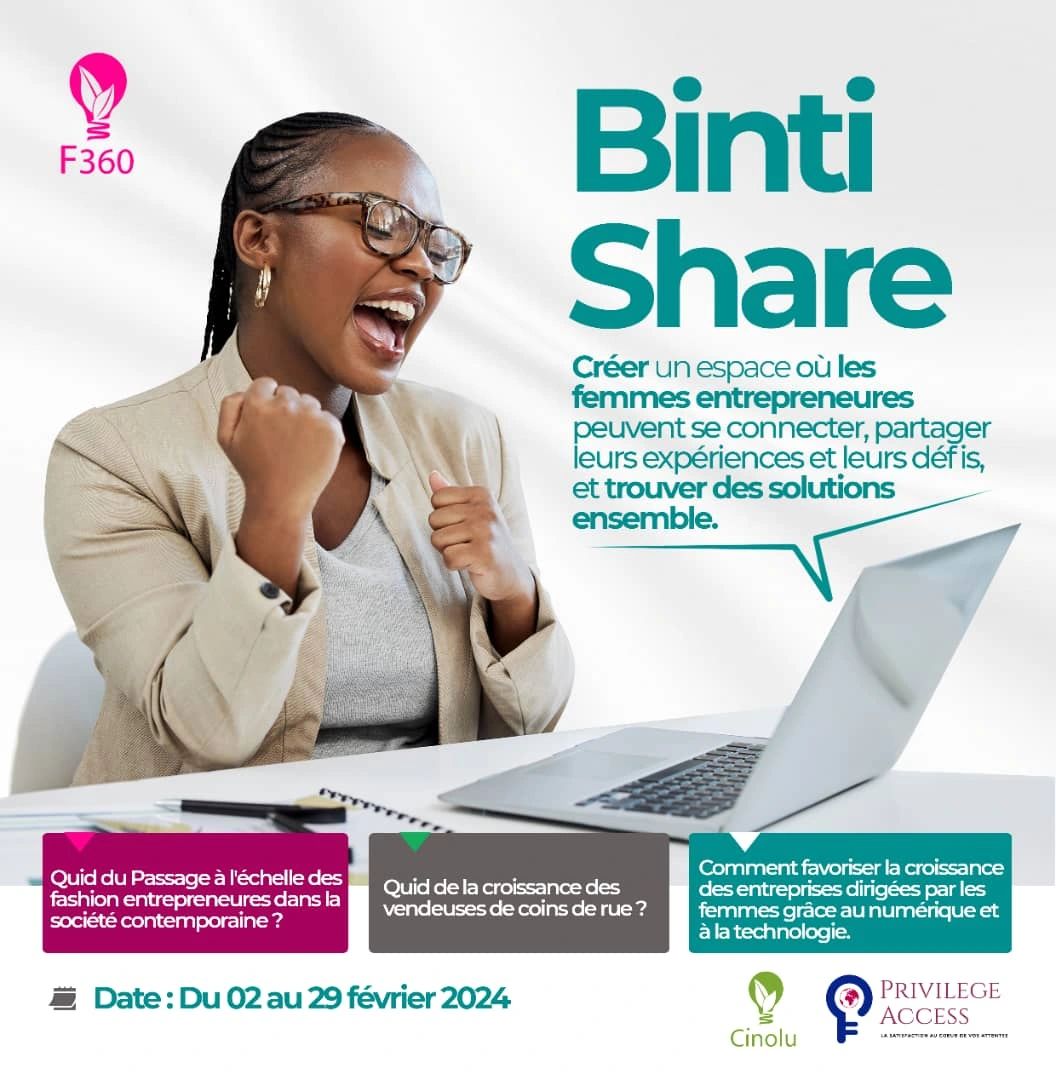 F360
Binti
Share
Créer un espace où les
femmes entrepreneures
peuvent se connecter, partager
leurs expériences et leurs défis,
et trouver des solutions
ensemble.
Quid du Passage à l'échelle des
fashion entrepreneures dans la
société contemporaine ?
Quid de la croissance des
vendeuses de coins de rue ?
Comment favoriser la croissance
des entreprises dirigées par les
femmes grâce au numérique et
à la technologie.
Date : Du 02 au 29 février 2024
Cinolu
PRIVILEGE
ACCESS
LA SATISFACTION AU COEUR DE VOS ATTENTES